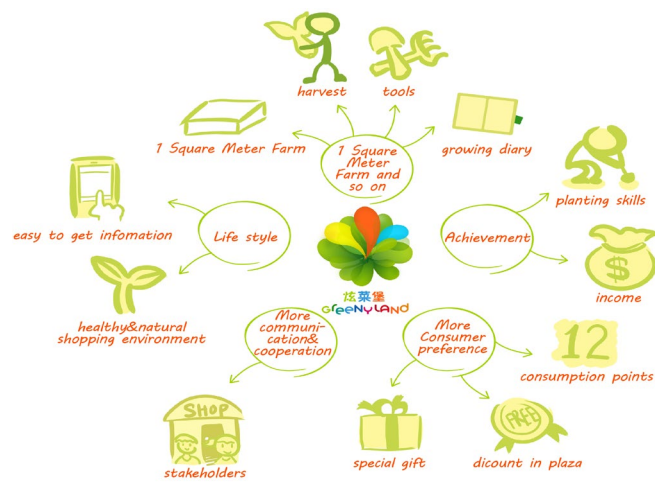 harvest
tools
1 Square Meter Farm
1 Square
Meter
Farm and
so on
growing diary
planting skills
easy to get infomation
Life style
Achievement
炫菜堡
GReeNyLAND
income
healthy&natural
shopping environment
More
communi-
cation&
cooperation
More
Consumer
preference
12
consumption points
SHOP
FREE
stakeholders
special gift
dicount in plaza
$